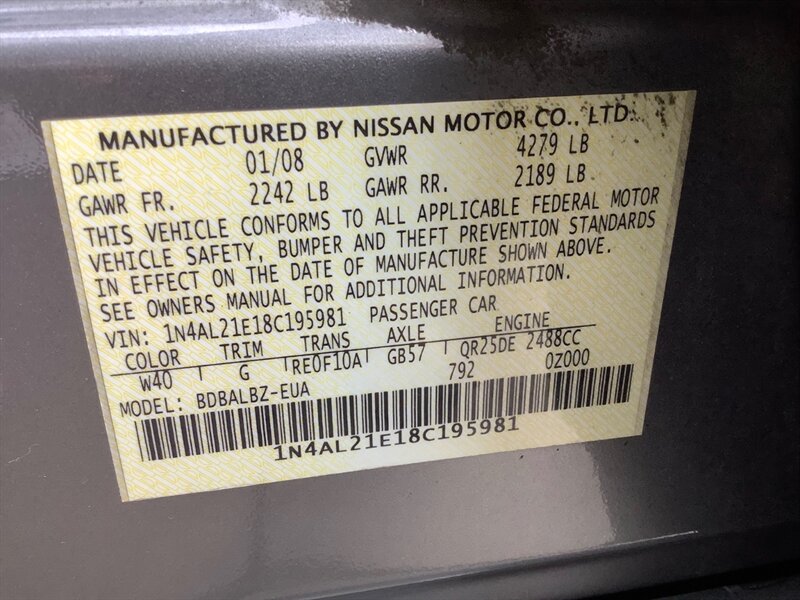 MANUFACTURED BY NISSAN MOTOR CO., LTD.
DATE 01/08 GVWR 4279 LB
GAWR FR. 2242 LB GAWR RR. 2189 LB
THIS VEHICLE CONFORMS TO ALL APPLICABLE FEDERAL MOTOR
VEHICLE SAFETY, BUMPER AND THEFT PREVENTION STANDARDS
IN EFFECT ON THE DATE OF MANUFACTURE SHOWN ABOVE.
SEE OWNERS MANUAL FOR ADDITIONAL INFORMATION.
VIN: 1N4AL21E18C195981 PASSENGER CAR
COLOR TRIM TRANS AXLE ENGINE
W40 G RE0F10A GB57 QR25DE 2488CC
MODEL: BDBALBZ-EUA 792 0Z000
1N4AL21E18C195981